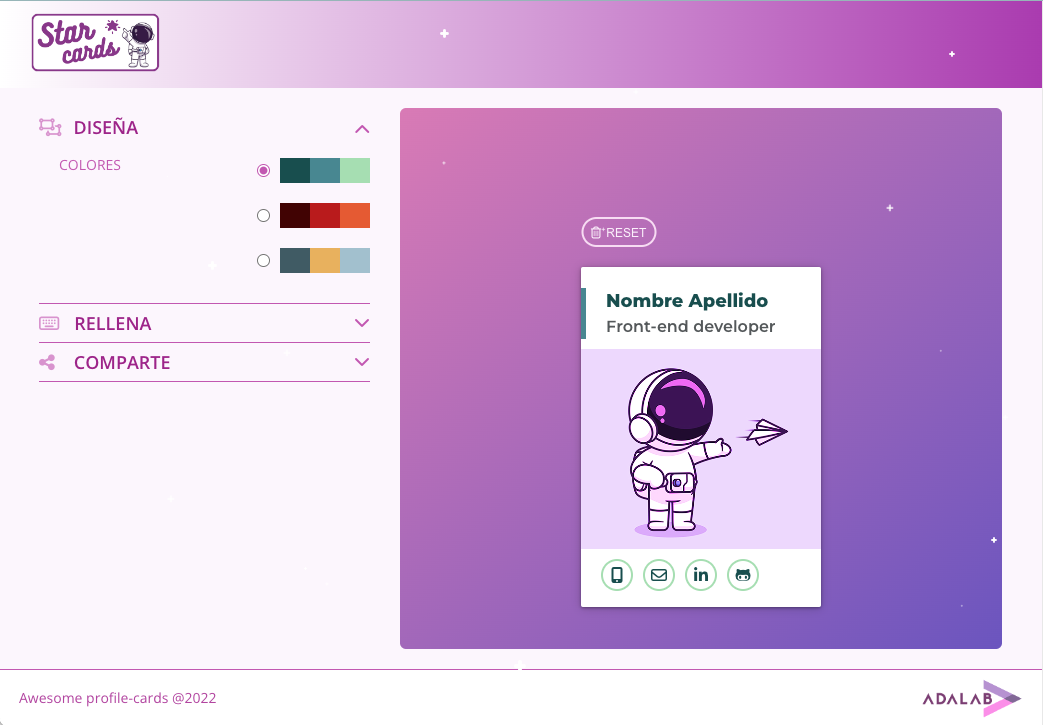 Star
cards
DISEÑA
COLORES
RELLENA
COMPARTE
RESET
Nombre Apellido
Front-end developer
in
Awesome profile-cards @2022
ADALAB